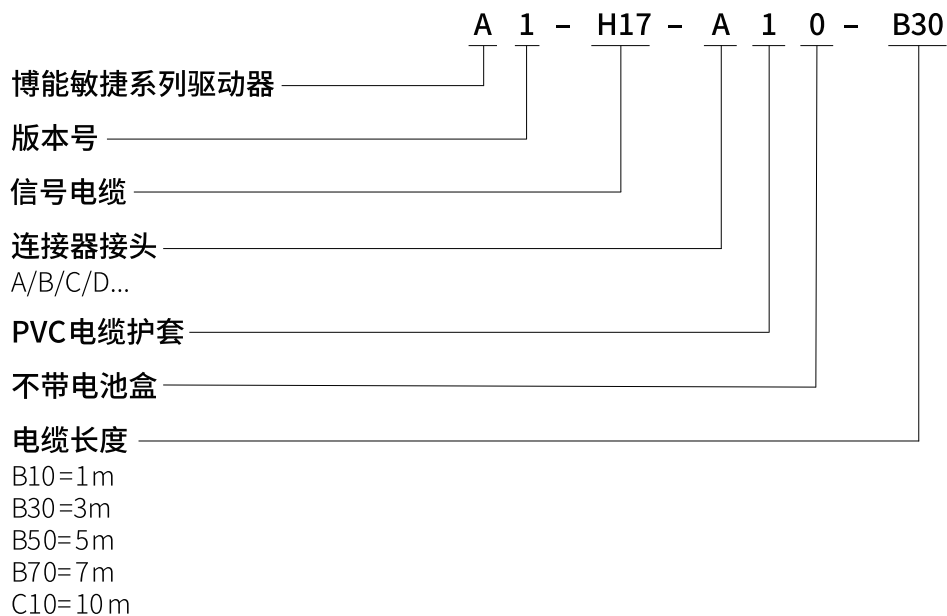 A 1 - H17 - A 1 0 - B30
博能敏捷系列驱动器
版本号
信号电缆
连接器接头
A/B/C/D...
PVC电缆护套
不带电池盒
电缆长度
B10=1m
B30=3m
B50=5m
B70=7m
C10=10m